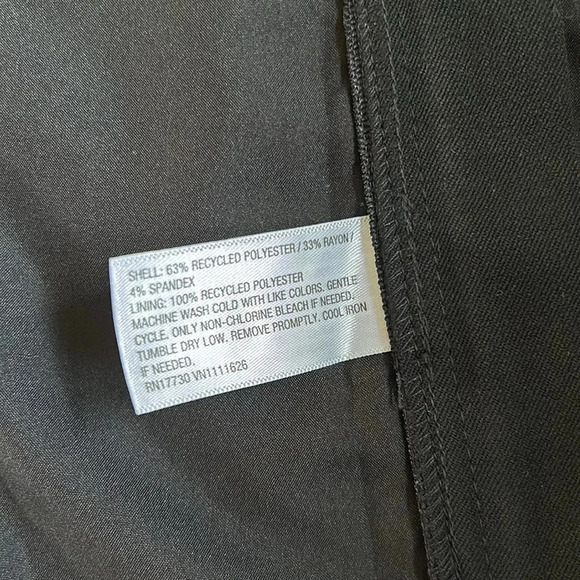 SHELL: 63% RECYCLED POLYESTER / 33% RAYON /
4% SPANDEX
LINING: 100% RECYCLED POLYESTER
MACHINE WASH COLD WITH LIKE COLORS. GENTLE
CYCLE. ONLY NON-CHLORINE BLEACH IF NEEDED.
TUMBLE DRY LOW. REMOVE PROMPTLY. COOL IRON
IF NEEDED.
RN17730 VN1111626